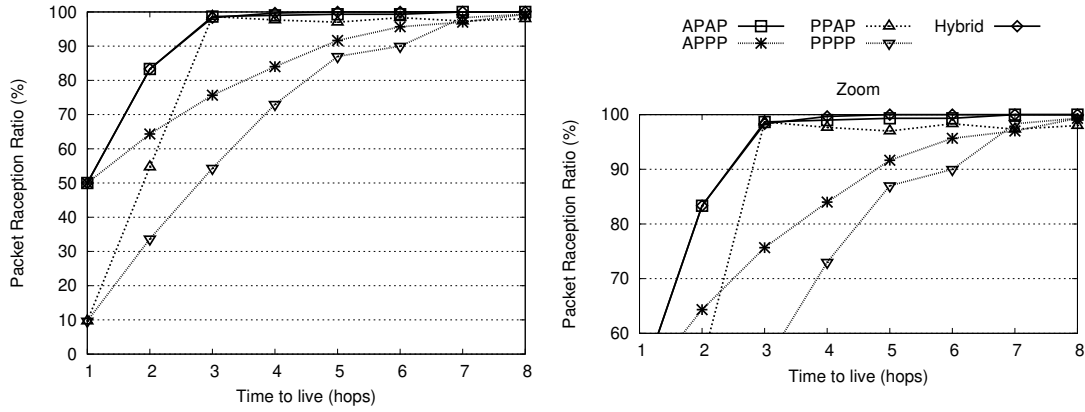 100
90
80
70
60
50
40
30
20
10
0
1 2 3 4 5 6 7 8
Packet Raception Ratio (%)
Time to live (hops)
APAP PPAP Hybrid
APPP PPPP
Zoom
100
90
80
70
60
1 2 3 4 5 6 7 8
Packet Raception Ratio (%)
Time to live (hops)